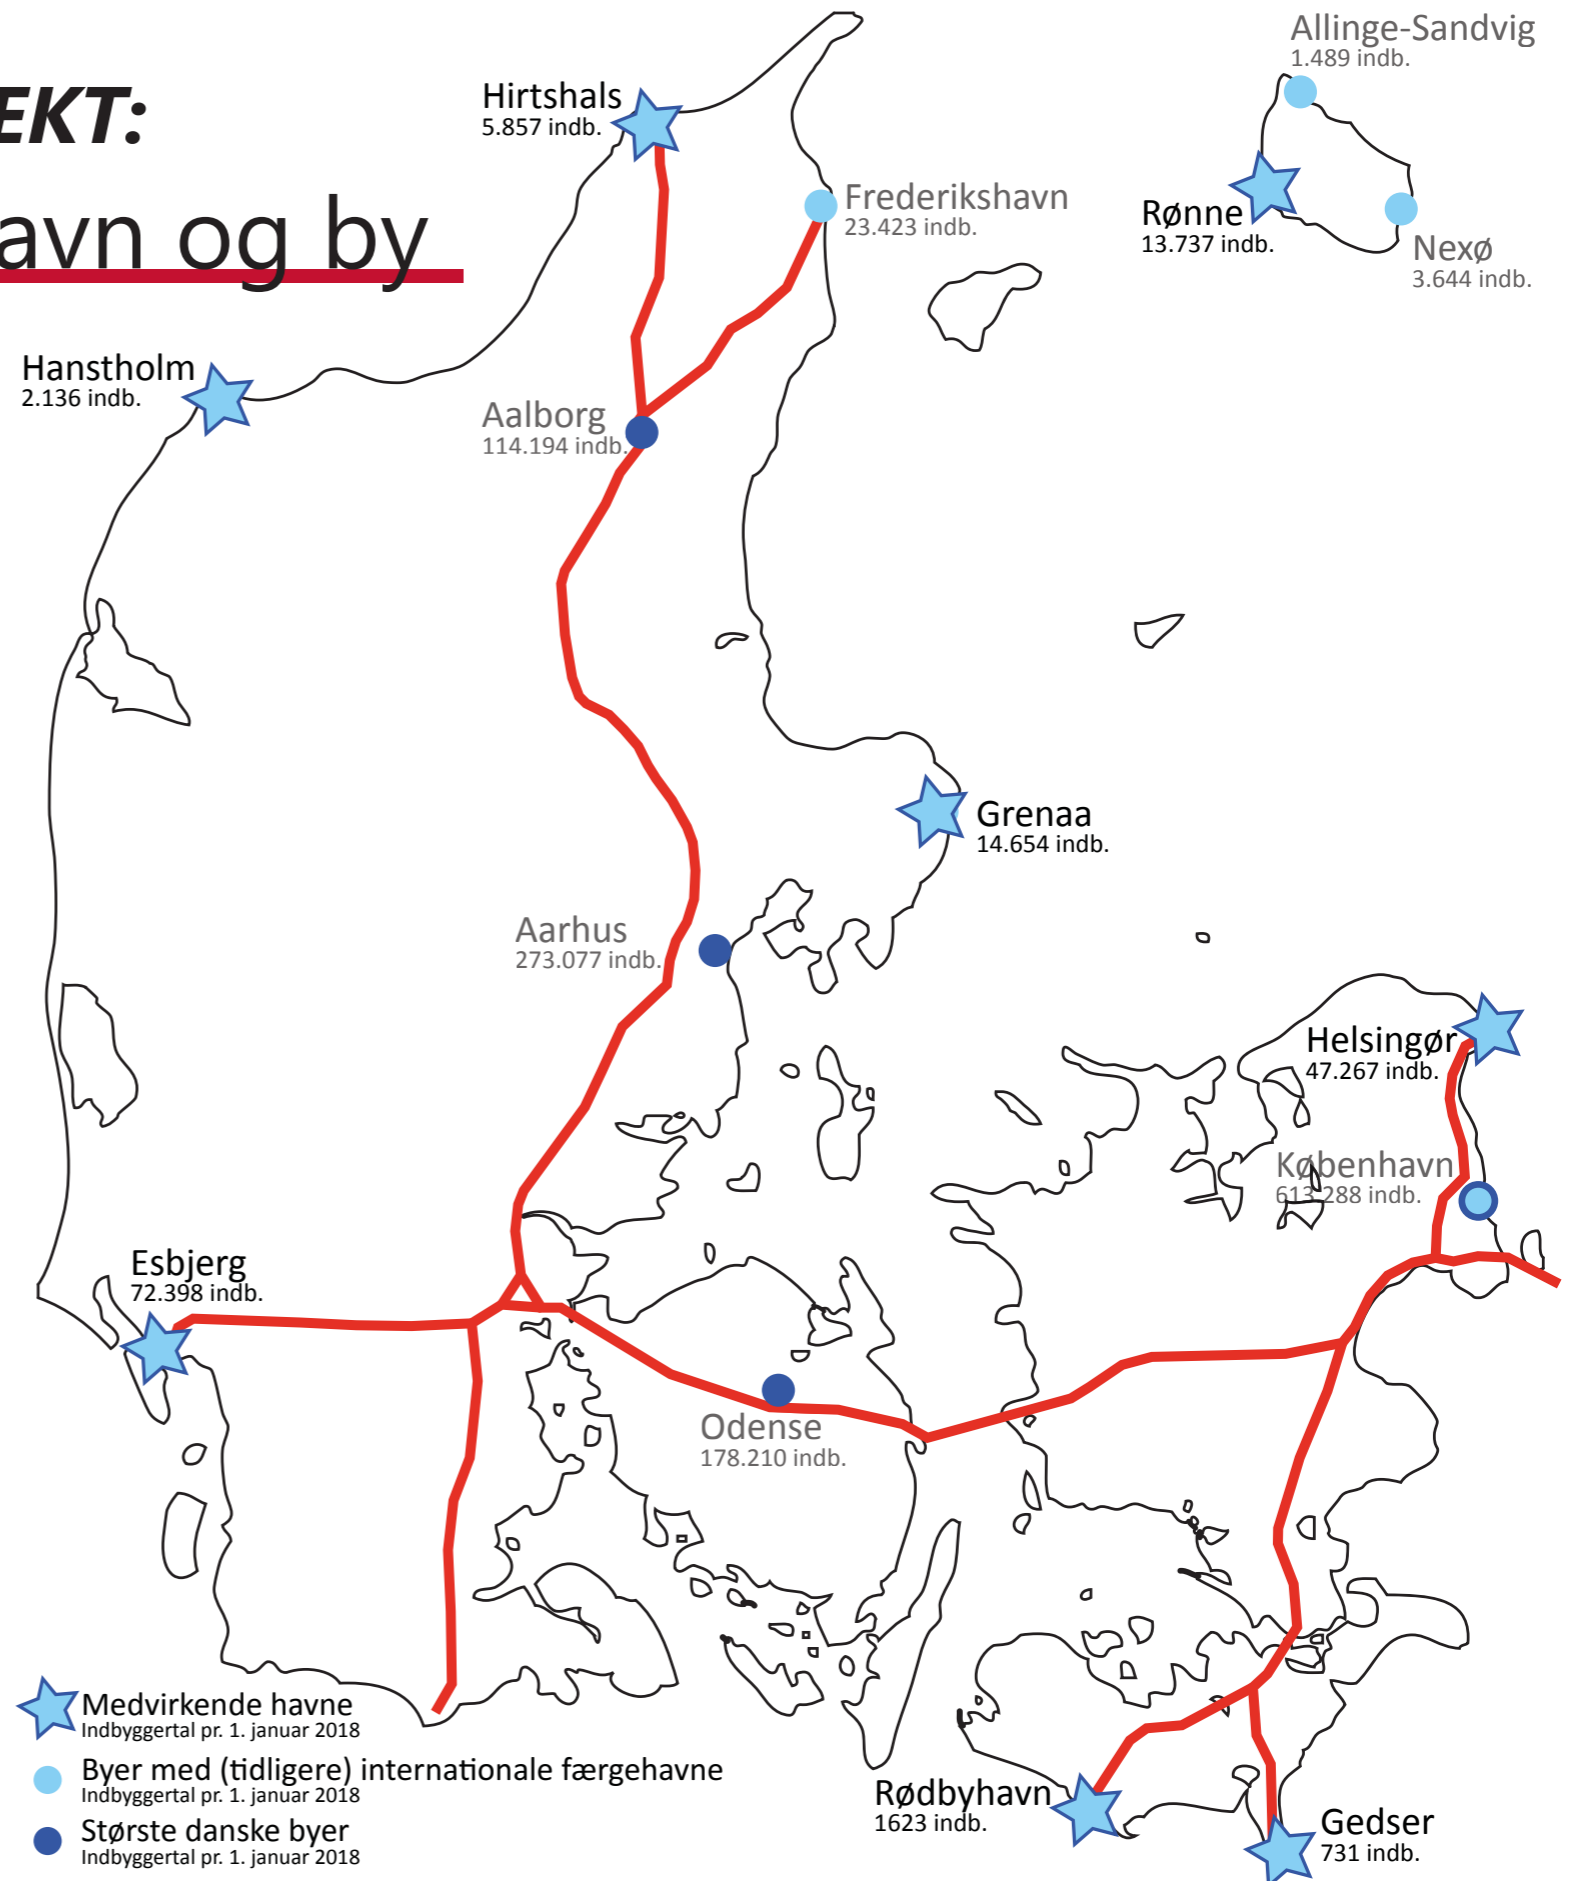 EKT:
avn og by
Allinge-Sandvig
1.489 indb.
Hirtshals
5.857 indb.
Frederikshavn
23.423 indb.
Rønne
13.737 indb.
Nexø
3.644 indb.
Hanstholm
2.136 indb.
Aalborg
114.194 indb.
Grenaa
14.654 indb.
Aarhus
273.077 indb.
Helsingør
47.267 indb.
København
613.288 indb.
Esbjerg
72.398 indb.
Odense
178.210 indb.
Rødbyhavn
1623 indb.
Gedser
731 indb.
Medvirkende havne
Indbyggertal pr. 1. januar 2018
Byer med (tidligere) internationale færgehavne
Indbyggertal pr. 1. januar 2018
Største danske byer
Indbyggertal pr. 1. januar 2018